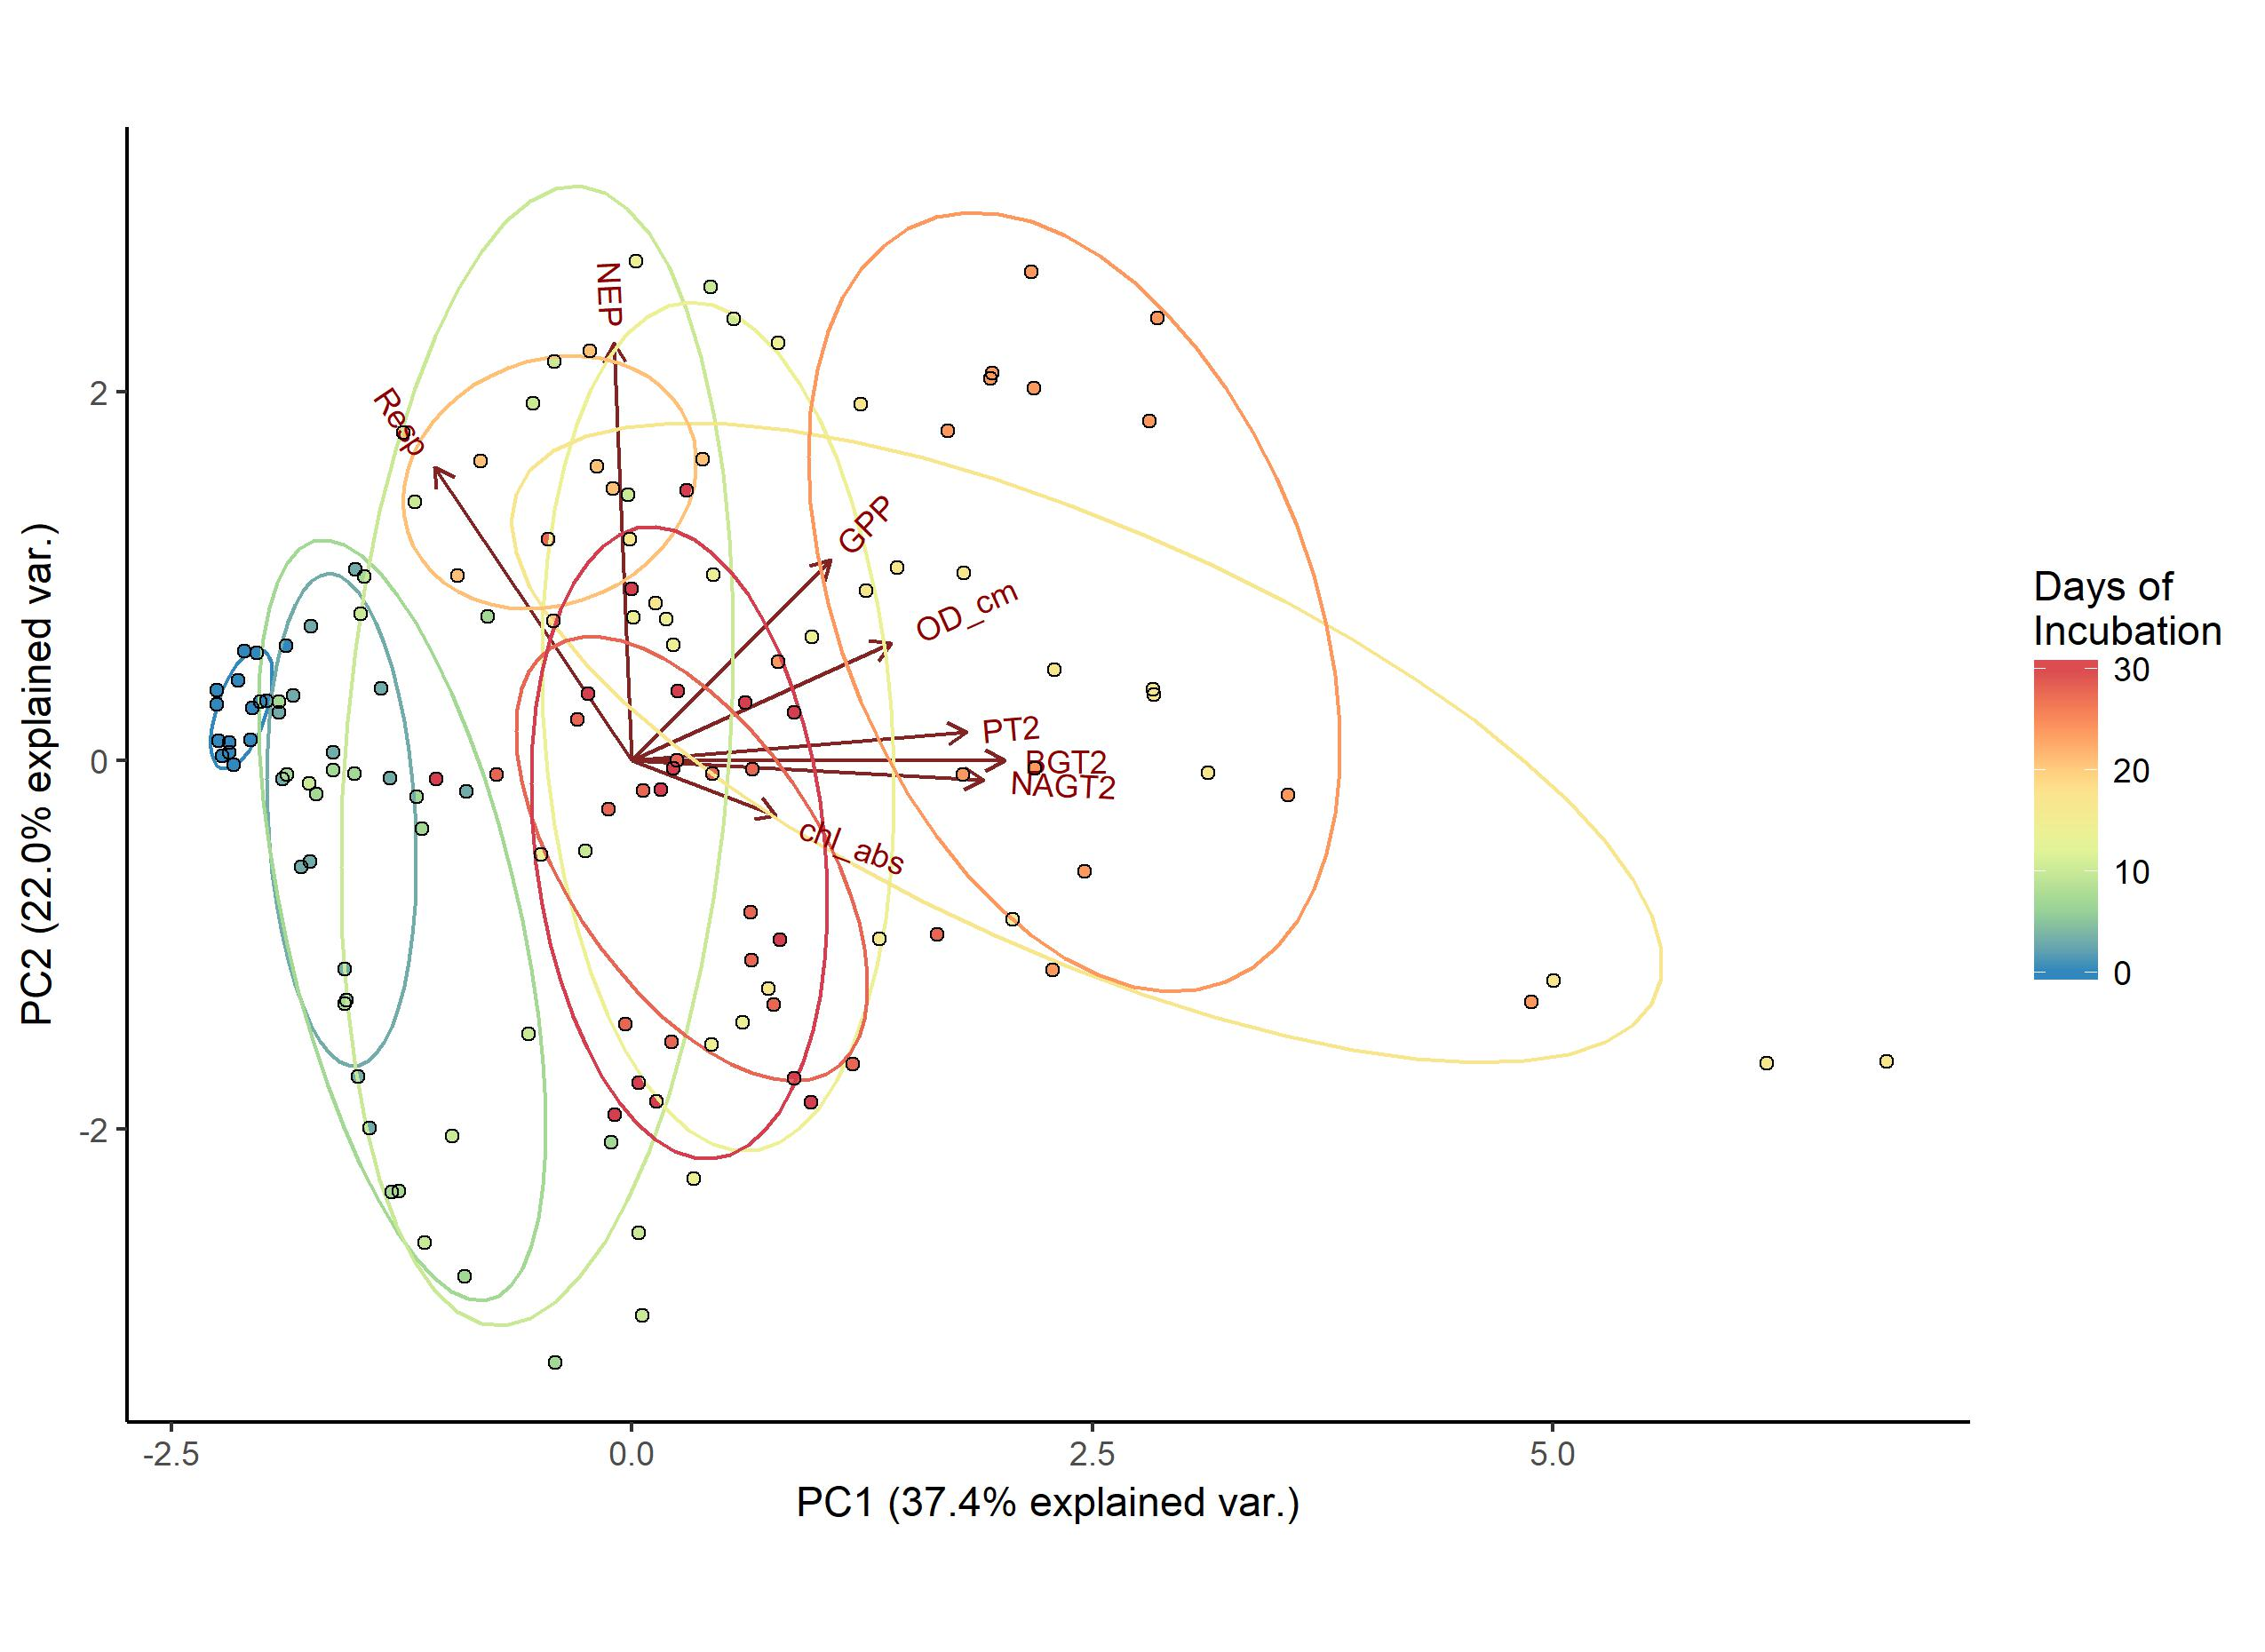 NEP
Resp
GPP
OD_cm
PT2
BGT2
NAGT2
chl_abs
2
0
-2
PC2 (22.0% explained var.)
-2.5
0.0
2.5
5.0
PC1 (37.4% explained var.)
Days of
Incubation
30
20
10
0